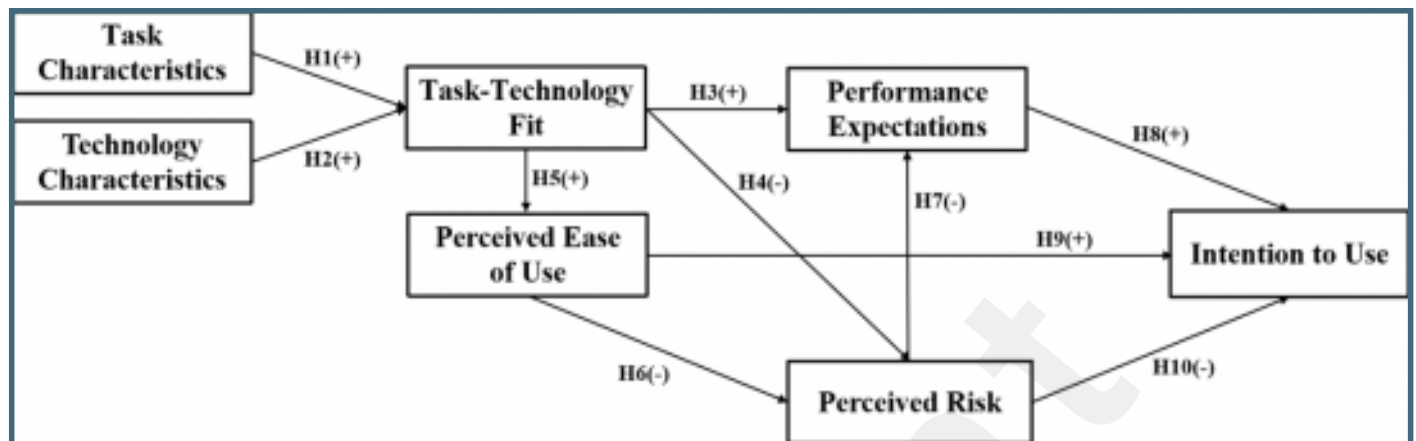 Task
Characteristics
H1(+)
Task-Technology
Fit
H3(+)
Performance
Expectations
H8(+)
Technology
Characteristics
H2(+)
H5(+)
H4(-)
H7(-)
Perceived Ease
of Use
H9(+)
Intention to Use
H6(-)
Perceived Risk
H10(-)